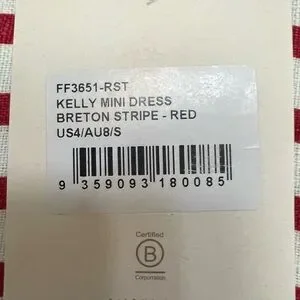 FF3651-RST
KELLY MINI DRESS
BRETON STRIPE - RED
US4/AU8/S
9 359093 180085
Certified
B
Corporation